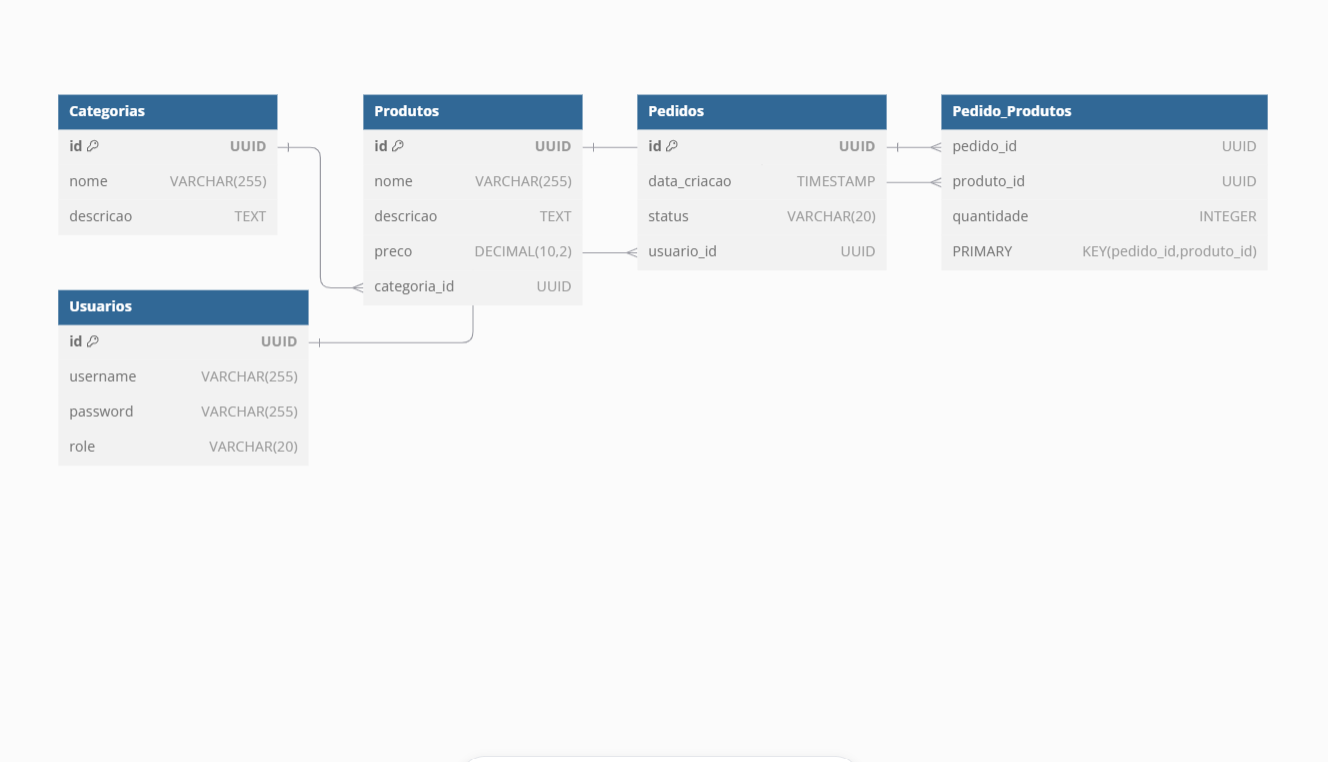 Categorias
id UUID
nome VARCHAR(255)
descricao TEXT
Produtos
id UUID
nome VARCHAR(255)
descricao TEXT
preco DECIMAL(10,2)
categoria_id UUID
Pedidos
id UUID
data_criacao TIMESTAMP
status VARCHAR(20)
usuario_id UUID
Pedido_Produtos
pedido_id UUID
produto_id UUID
quantidade INTEGER
PRIMARY KEY(pedido_id,produto_id)
Usuarios
id UUID
username VARCHAR(255)
password VARCHAR(255)
role VARCHAR(20)